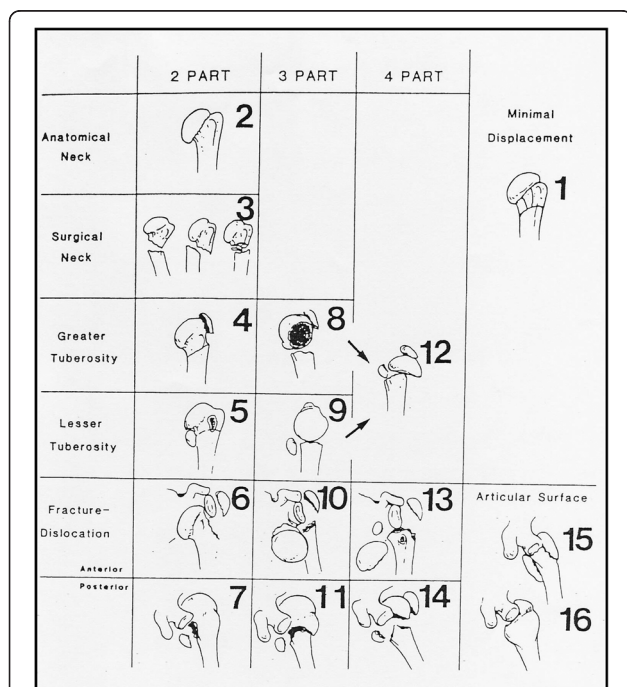 2 PART 3 PART 4 PART
Minimal
Displacement
1
Anatomical
Neck
2
Surgical
Neck
3
Greater
Tuberosity
4 8 12
Lesser
Tuberosity
5 9
Fracture-
Dislocation
Anterior
6 10 13
Articular Surface
15
Posterior
7 11 14
16